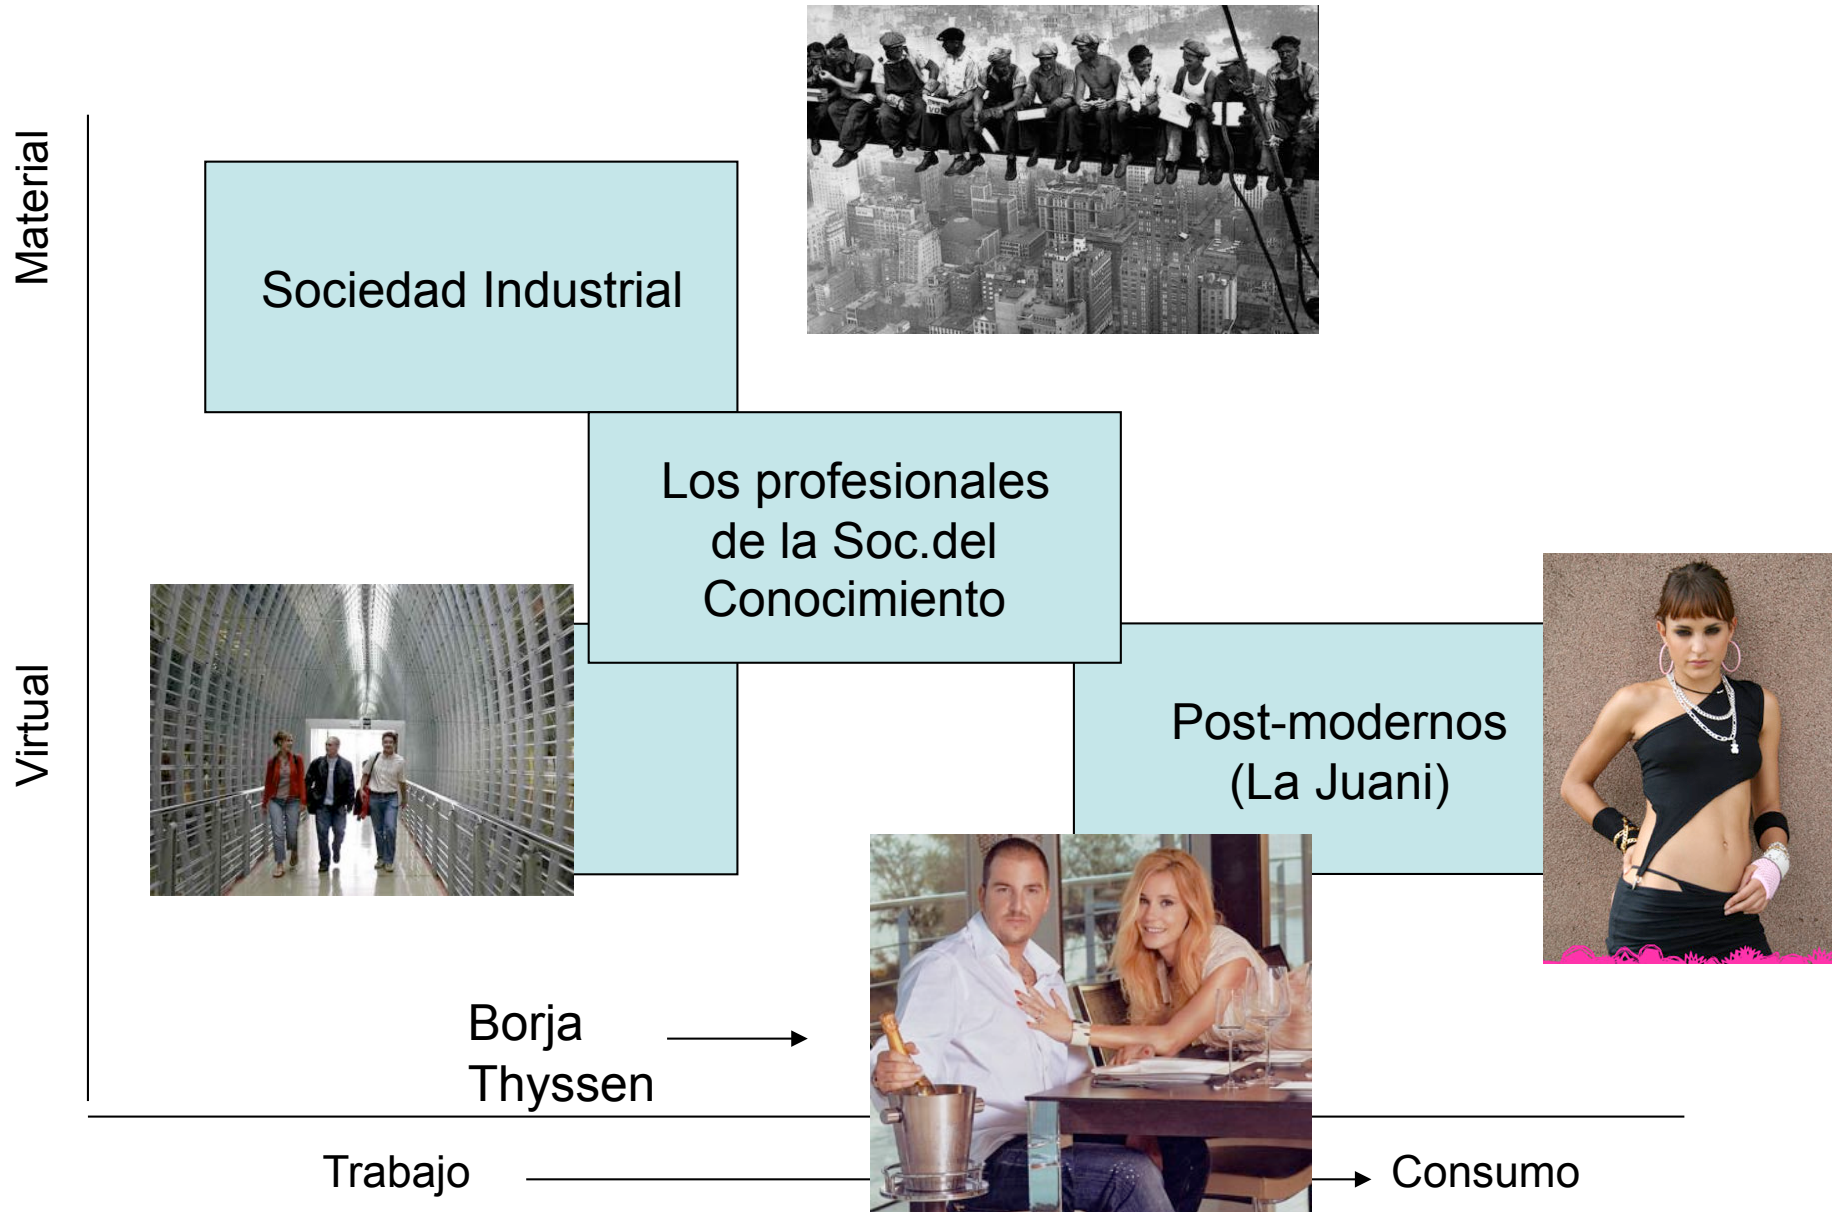 Material
Sociedad Industrial
Los profesionales
de la Soc.del
Conocimiento
Virtual
Post-modernos
(La Juani)
Borja
Thyssen
Trabajo
Consumo